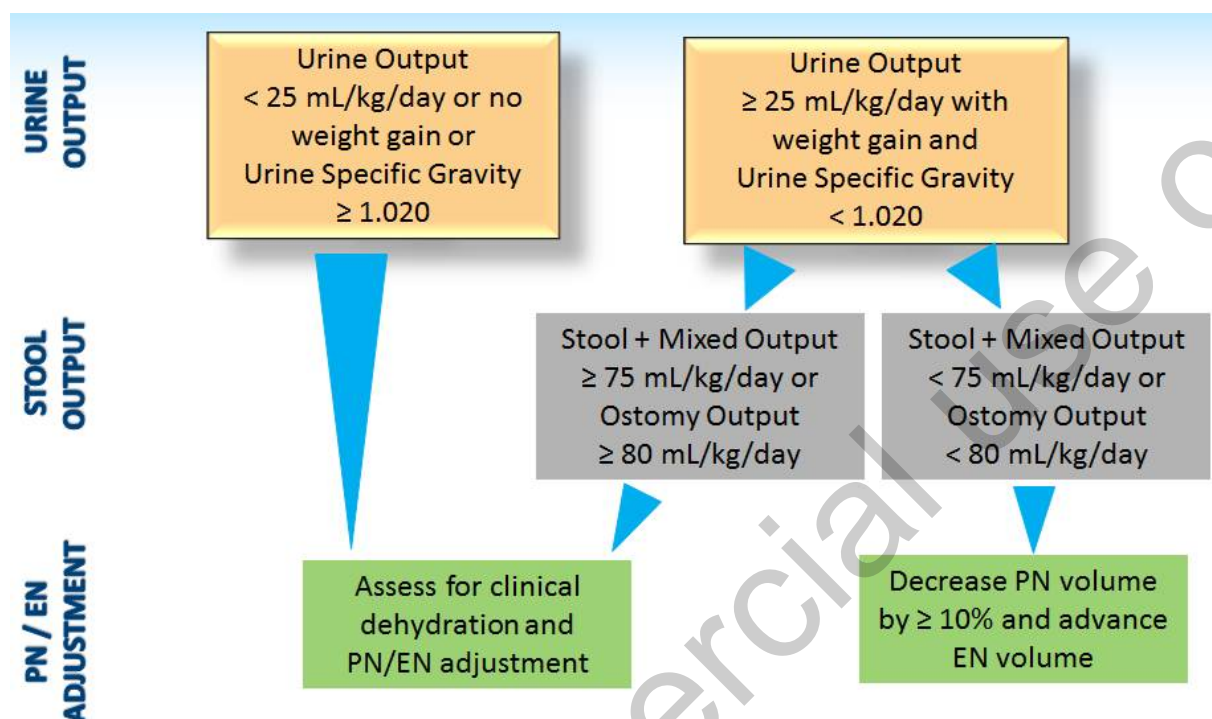 URINE
OUTPUT
Urine Output
< 25 mL/kg/day or no
weight gain or
Urine Specific Gravity
≥ 1.020
Urine Output
≥ 25 mL/kg/day with
weight gain and
Urine Specific Gravity
< 1.020
STOOL
OUTPUT
Stool + Mixed Output
≥ 75 mL/kg/day or
Ostomy Output
≥ 80 mL/kg/day
Stool + Mixed Output
< 75 mL/kg/day or
Ostomy Output
< 80 mL/kg/day
PN / EN
ADJUSTMENT
Assess for clinical
dehydration and
PN/EN adjustment
Decrease PN volume
by ≥ 10% and advance
EN volume
ercial use o